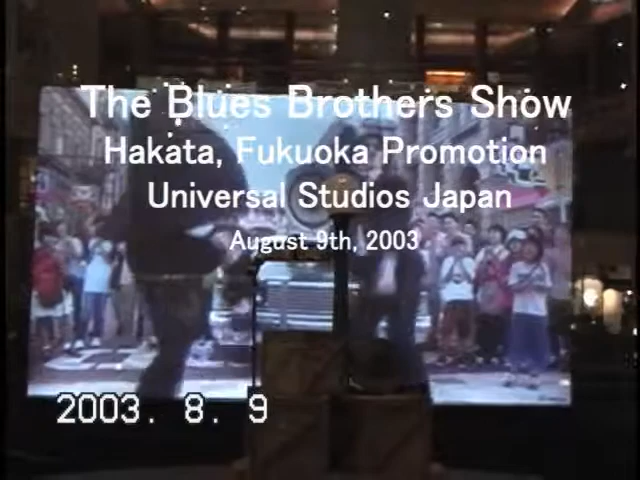 The Blues Brothers Show
Hakata, Fukuoka Promotion
Universal Studios Japan
August 9th, 2003
2003. 8. 9